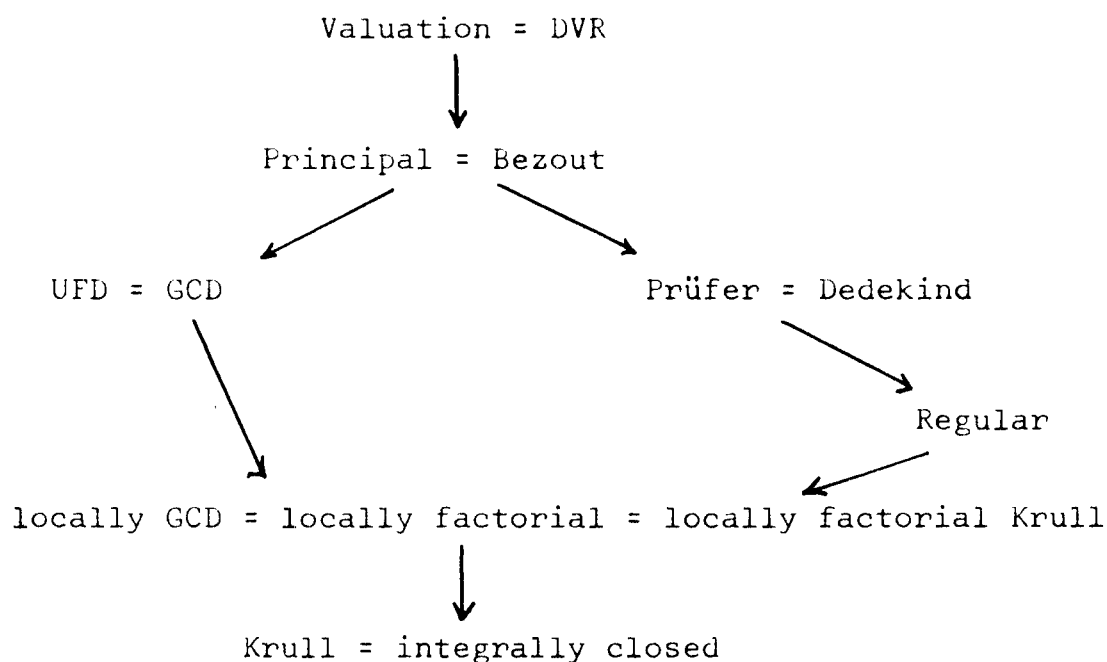 Valuation = DVR
Principal = Bezout
UFD = GCD
Prüfer = Dedekind
Regular
locally GCD = locally factorial = locally factorial Krull
Krull = integrally closed